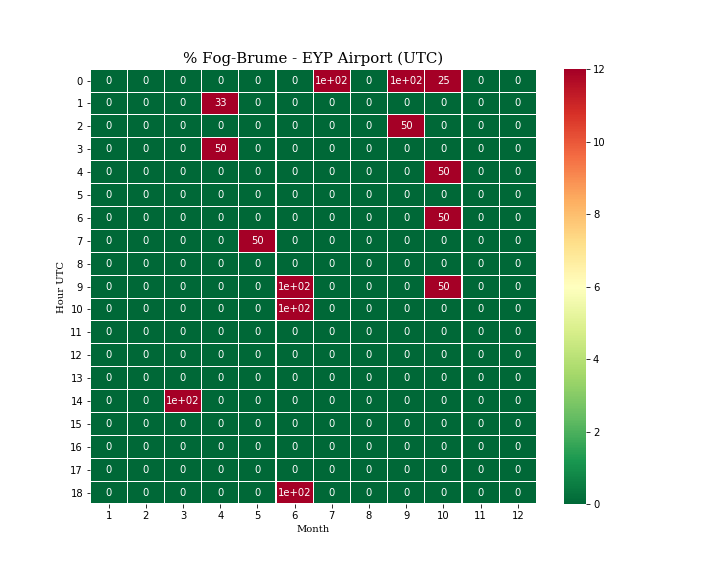 % Fog-Brume - EYP Airport (UTC)
0 0 0 0 0 0 0 1e+02 0 1e+02 25 0 0
1 0 0 0 33 0 0 0 0 0 0 0 0
2 0 0 0 0 0 0 0 0 50 0 0 0
3 0 0 0 50 0 0 0 0 0 0 0 0
4 0 0 0 0 0 0 0 0 0 50 0 0
5 0 0 0 0 0 0 0 0 0 0 0 0
6 0 0 0 0 0 0 0 0 0 50 0 0
7 0 0 0 0 50 0 0 0 0 0 0 0
8 0 0 0 0 0 0 0 0 0 0 0 0
9 0 0 0 0 0 1e+02 0 0 0 50 0 0
10 0 0 0 0 0 1e+02 0 0 0 0 0 0
11 0 0 0 0 0 0 0 0 0 0 0 0
12 0 0 0 0 0 0 0 0 0 0 0 0
13 0 0 0 0 0 0 0 0 0 0 0 0
14 0 0 1e+02 0 0 0 0 0 0 0 0 0
15 0 0 0 0 0 0 0 0 0 0 0 0
16 0 0 0 0 0 0 0 0 0 0 0 0
17 0 0 0 0 0 0 0 0 0 0 0 0
18 0 0 0 0 0 1e+02 0 0 0 0 0 0
1 2 3 4 5 6 7 8 9 10 11 12
Month
Hour UTC
12
10
8
6
4
2
0